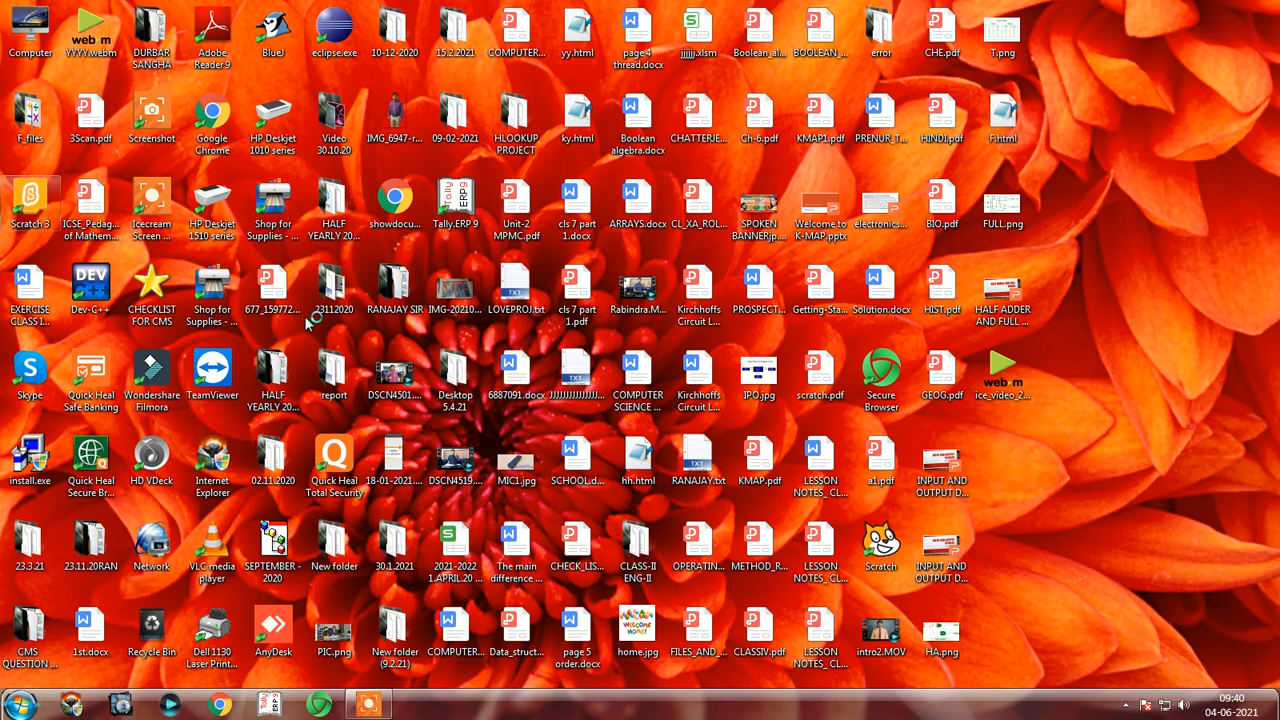 Computer
YYYY.webm
DURBAR
SANGHA
Adobe
Reader 9
BlueJ
eclipse.exe
10-12-2020
15.2.2021
COMPUTER...
yy.html
page 4
thread.docx
jjjjjj.xlsm
Boolean_al...
BOOLEAN_...
error
CHE.pdf
T.png
F_files
3Scan.pdf
Screenshot
Google
Chrome
HP Deskjet
1010 series
Video
30.10.20
IMG_6947-r...
09-02-2021
HLOOKUP
PROJECT
ky.html
Boolean
algebra.docx
CHATTERJE...
Ch-6.pdf
KMAP1.pdf
PRENUR_T...
HINDI.pdf
F.html
Scratch 3
ICSE_Pedag...
of Mathem...
Icecream
Screen ...
HP Deskjet
1510 series
Shop for
Supplies - ...
HALF
YEARLY 20...
showdocu...
Tally.ERP 9
Unit-2
MPMC.pdf
cls 7 part
1.docx
ARRAYS.docx
CL_XA_ROL...
SPOKEN
BANNERjp...
Welcome to
K-MAP.pptx
electronics...
BIO.pdf
FULL.png
EXERCISE
CLASS I...
Dev-C++
CHECKLIST
FOR CMS
Shop for
Supplies - ...
677_159772...
23112020
RANAJAY SIR
IMG-20210...
LOVEPROJ.txt
cls 7 part
1.pdf
Rabindra.M...
Kirchhoffs
Circuit L...
PROSPECT...
Getting-Sta...
Solution.docx
HIST.pdf
HALF ADDER
AND FULL ...
Skype
Quick Heal
Safe Banking
Wondershare
Filmora
TeamViewer
HALF
YEARLY 20...
report
DSCN4501....
Desktop
5.4.21
6887091.docx
JJJJJJJJJJJJJJJ...
COMPUTER
SCIENCE ...
Kirchhoffs
Circuit L...
IPO.jpg
scratch.pdf
Secure
Browser
GEOG.pdf
web m
ice_video_2...
install.exe
Quick Heal
Secure Br...
HD VDeck
Internet
Explorer
02.11.2020
Quick Heal
Total Security
18-01-2021....
DSCN4519....
MIC1.jpg
SCHOOL.d...
hh.html
RANAJAY.txt
KMAP.pdf
LESSON
NOTES_ CL...
a1.pdf
INPUT AND
OUTPUT D...
23.3.21
23.11.20RAN
Network
VLC media
player
SEPTEMBER -
2020
New folder
30.1.2021
2021-2022
1.APRIL.20 ...
The main
difference ...
CHECK_LIS...
CLASS-II
ENG-II
OPERATIN...
METHOD_R...
LESSON
NOTES_ CL...
Scratch
INPUT AND
OUTPUT D...
CMS
QUESTION ...
1st.docx
Recycle Bin
Dell 1130
Laser Print...
AnyDesk
PIC.png
New folder
(9.2.21)
COMPUTER...
Data_struct...
page 5
order.docx
home.jpg
FILES_AND_...
CLASSIV.pdf
LESSON
NOTES_ CL...
intro2.MOV
HA.png
09:40
04-06-2021